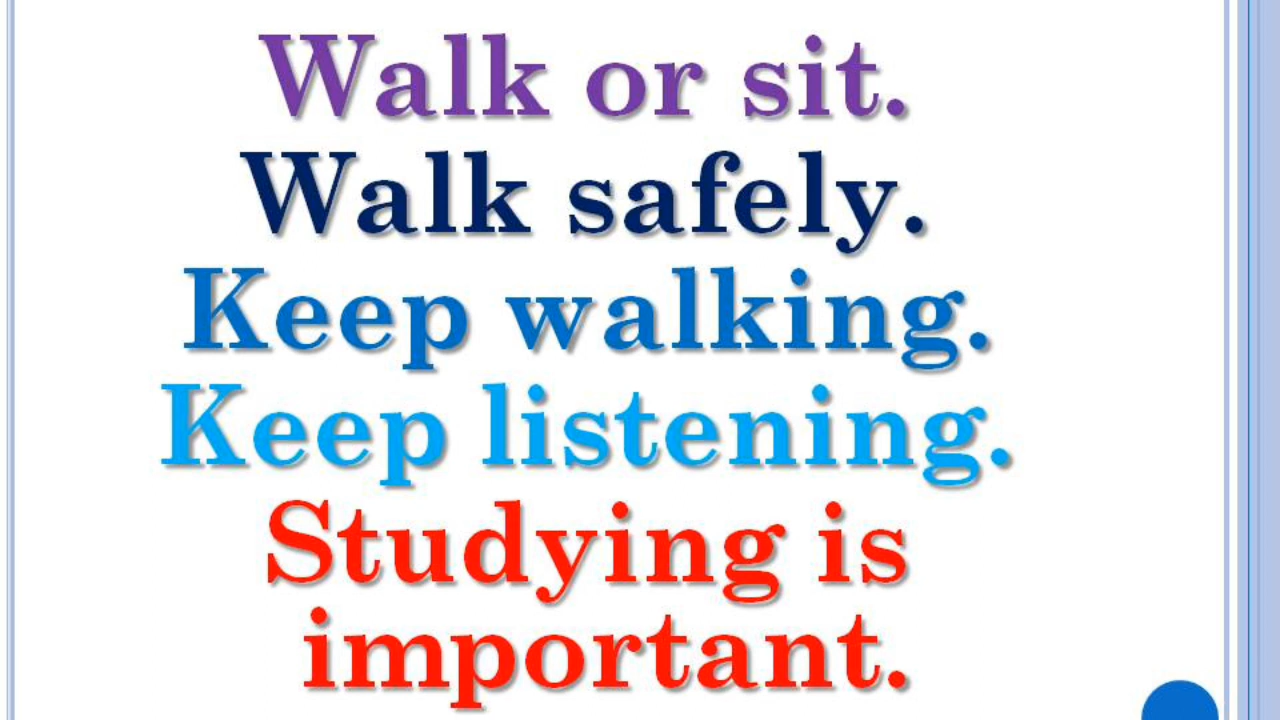 Walk or sit.
Walk safely.
Keep walking.
Keep listening.
Studying is
important.